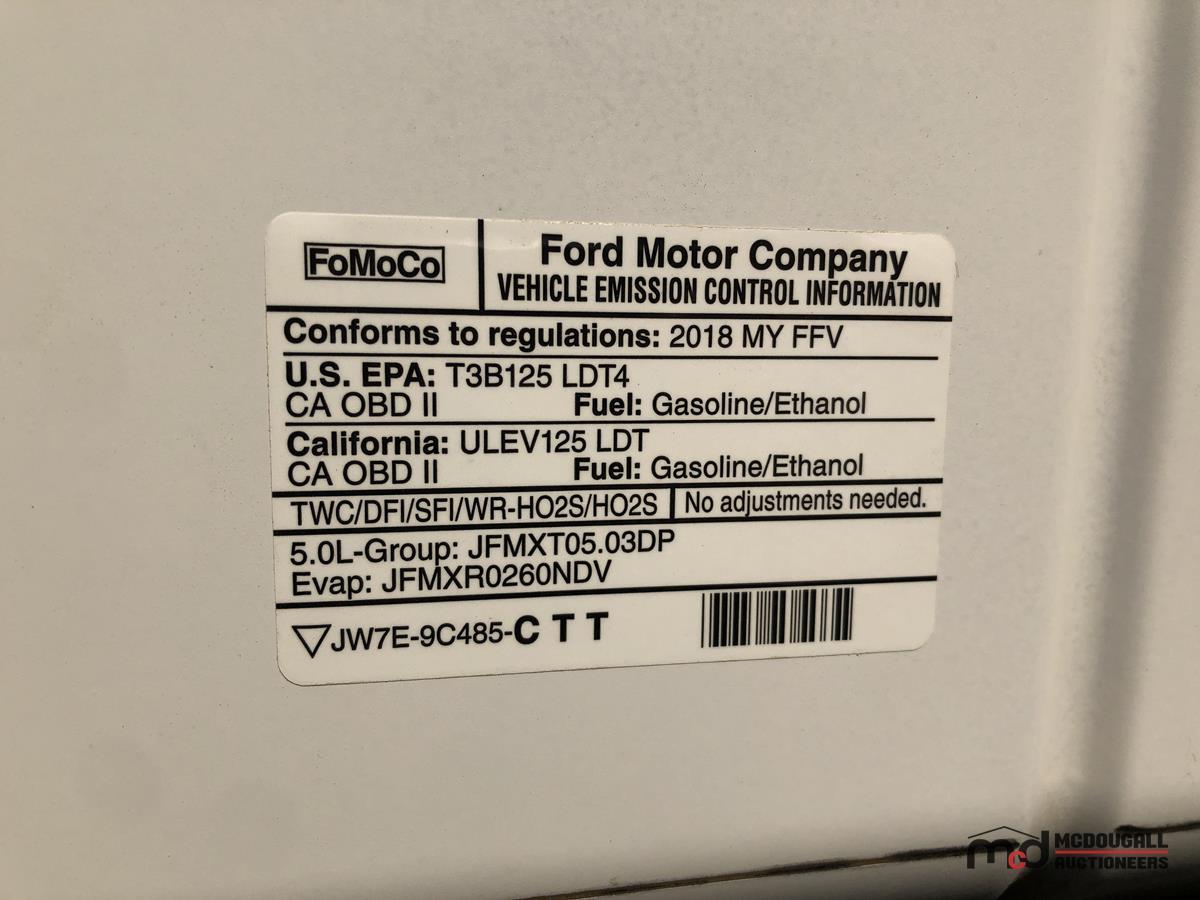 FoMoCo
Ford Motor Company
VEHICLE EMISSION CONTROL INFORMATION
Conforms to regulations: 2018 MY FFV
U.S. EPA: T3B125 LDT4
CA OBD II Fuel: Gasoline/Ethanol
California: ULEV125 LDT
CA OBD II Fuel: Gasoline/Ethanol
TWC/DFI/SFI/WR-HO2S/HO2S No adjustments needed.
5.0L-Group: JFMXT05.03DP
Evap: JFMXR0260NDV
JW7E-9C485-C T T
mcd MCDOUGALL
AUCTIONEERS